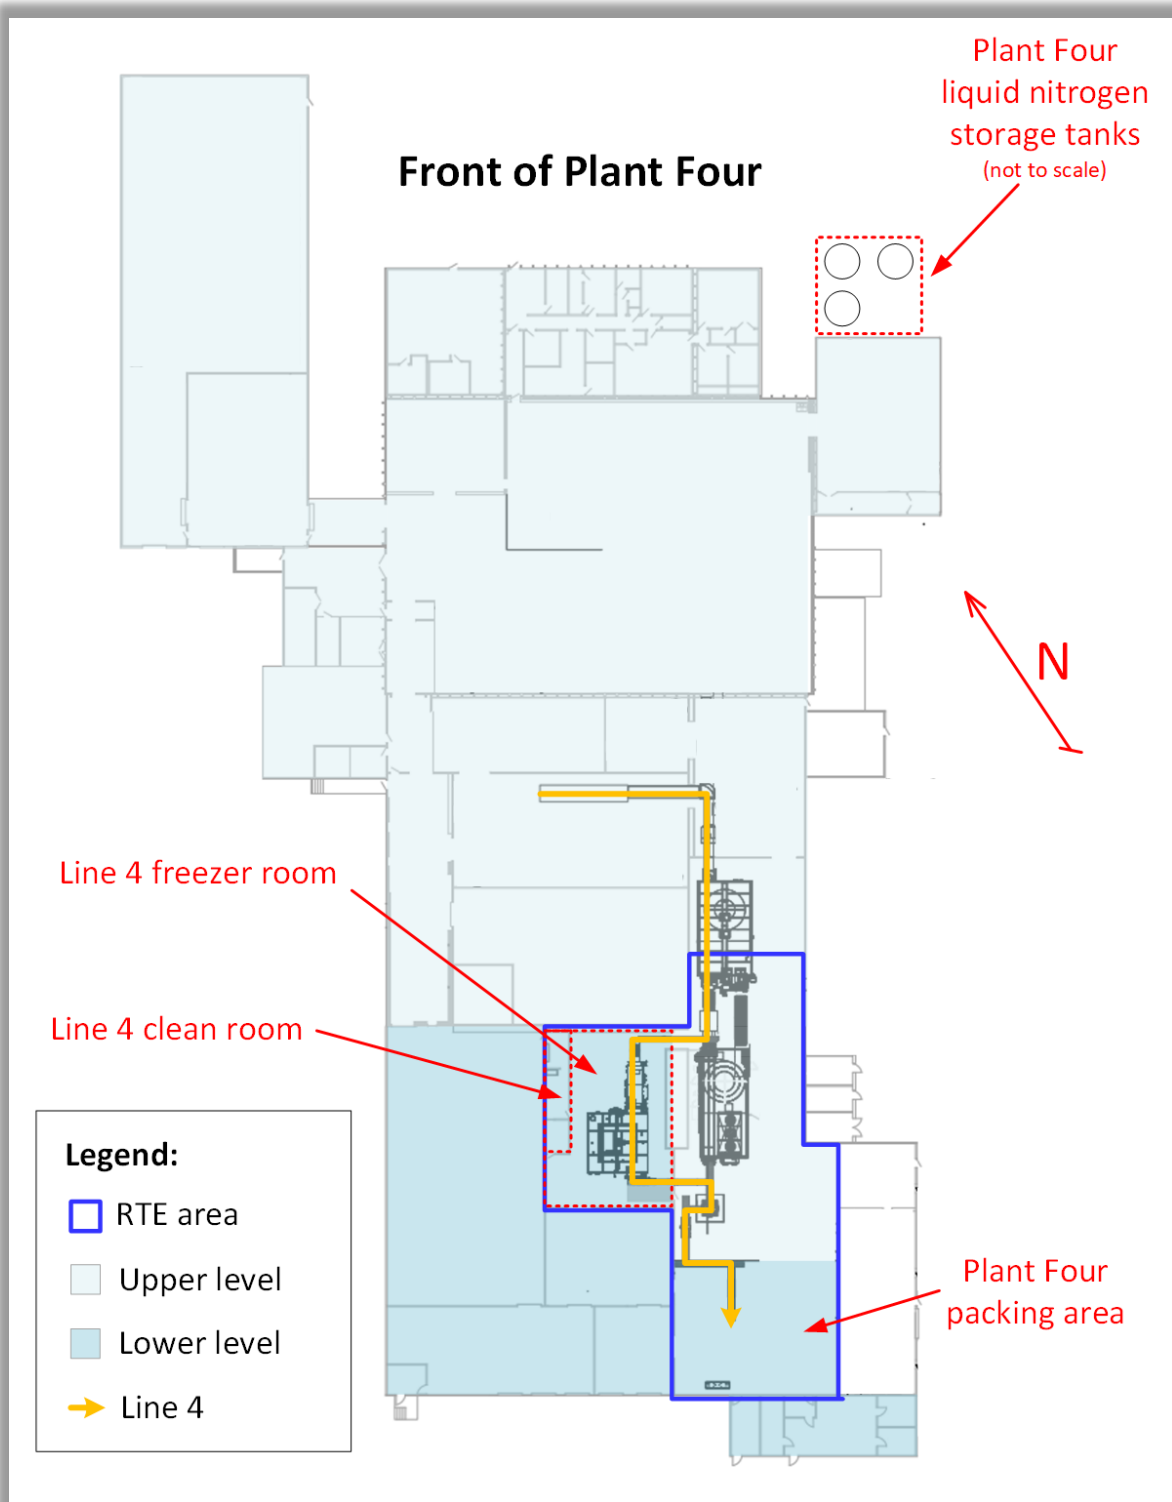 Plant Four
liquid nitrogen
storage tanks
(not to scale)
Front of Plant Four
N
Line 4 freezer room
Line 4 clean room
Legend:
RTE area
Upper level
Lower level
Line 4
Plant Four
packing area